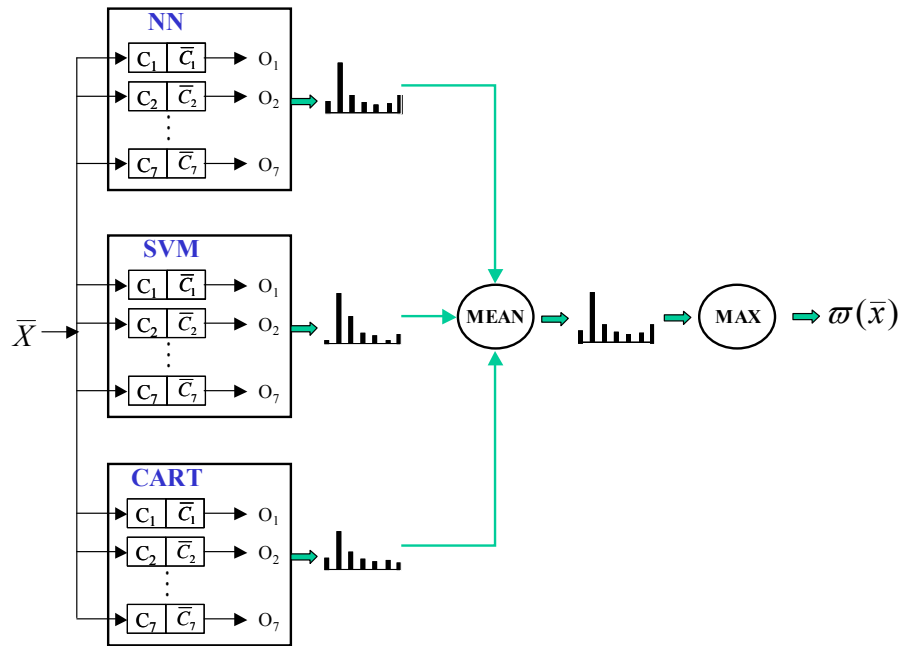 NN
C₁ C̅₁ O₁
C₂ C̅₂ O₂
C₇ C̅₇ O₇
SVM
C₁ C̅₁ O₁
X̅ C₂ C̅₂ O₂ MEAN MAX ϖ(x̅)
C₇ C̅₇ O₇
CART
C₁ C̅₁ O₁
C₂ C̅₂ O₂
C₇ C̅₇ O₇